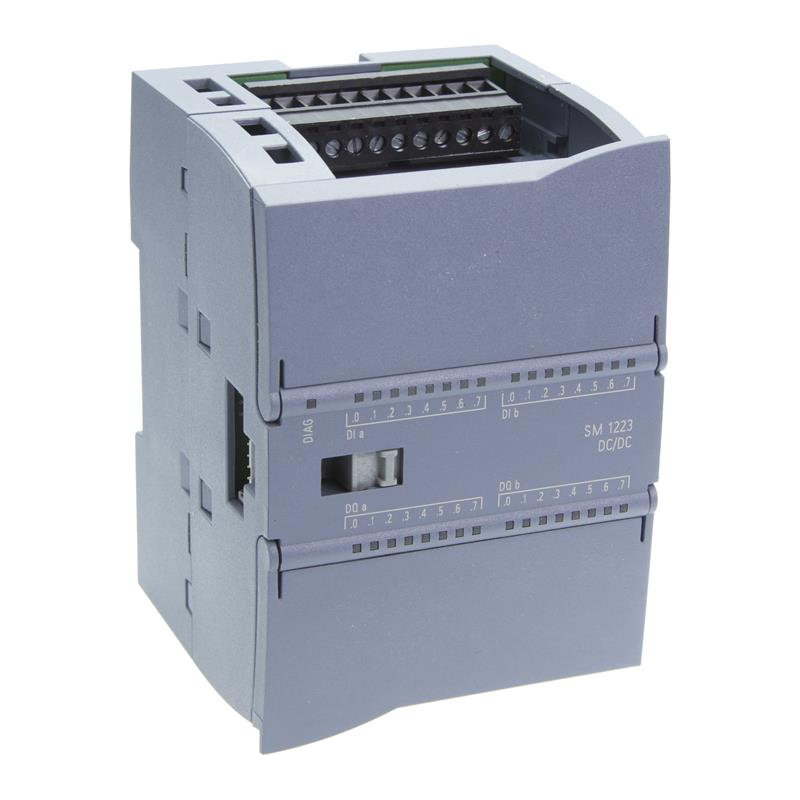 .0 .1 .2 .3 .4 .5 .6 .7
.0 .1 .2 .3 .4 .5 .6 .7
DIAG
DI a
DI b
SM 1223
DC/DC
DQ a
DQ b
.0 .1 .2 .3 .4 .5 .6 .7
.0 .1 .2 .3 .4 .5 .6 .7